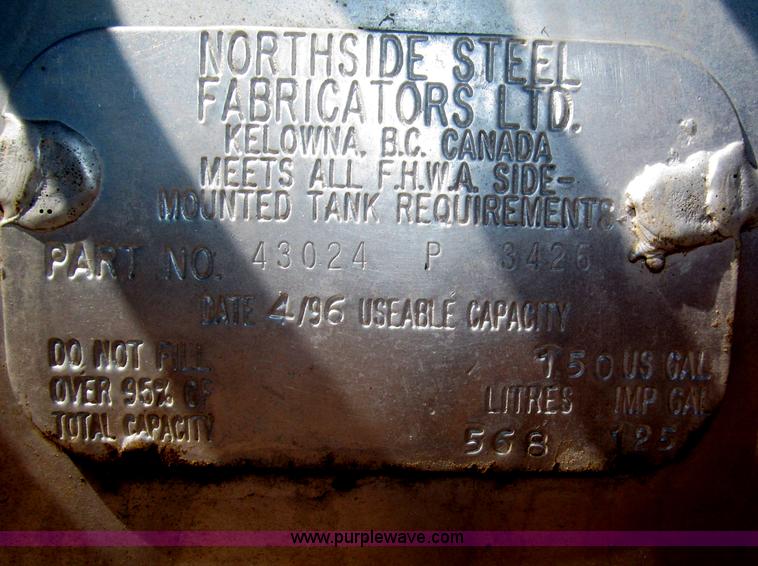 NORTHSIDE STEEL
FABRICATORS LTD.
KELOWNA, B.C. CANADA
MEETS ALL F.H.W.A. SIDE-
MOUNTED TANK REQUIREMENTS
PART NO. 43024 P 3426
DATE 4/96 USEABLE CAPACITY
DO NOT FILL
OVER 95% OF
TOTAL CAPACITY
150 US GAL
LITRES IMP GAL
568 125
www.purplewave.com